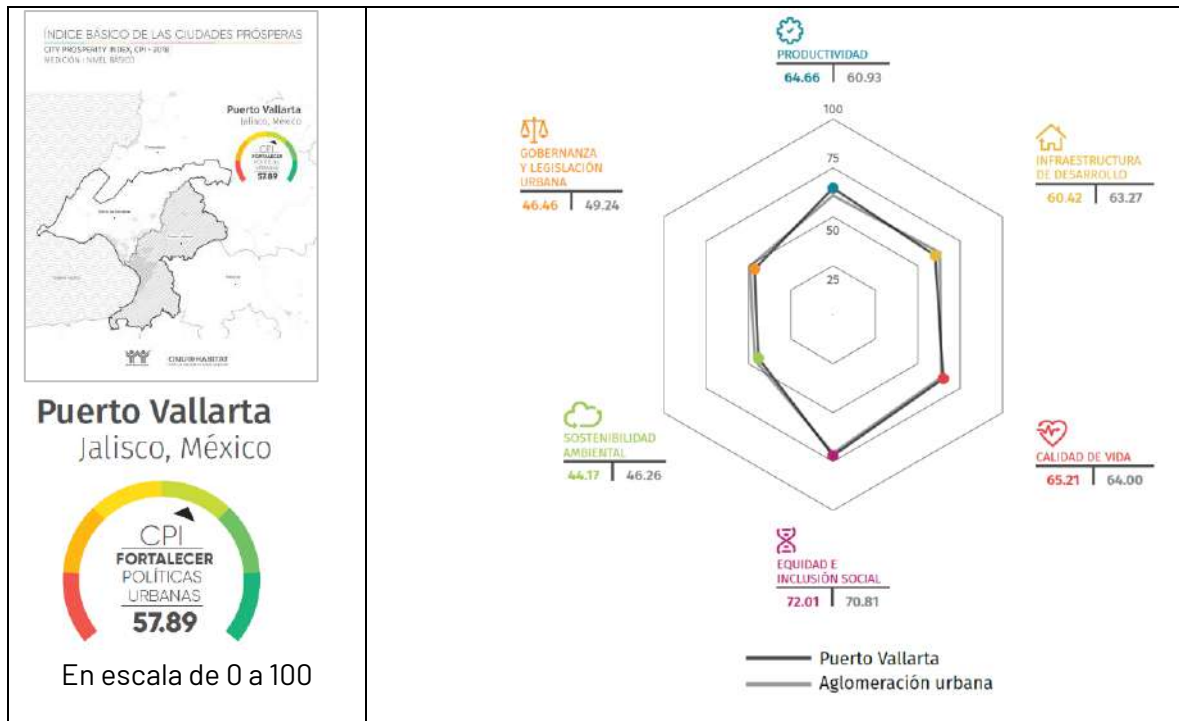 ÍNDICE BÁSICO DE LAS CIUDADES PRÓSPERAS
CITY PROSPERITY INDEX, CPI - 2018
MEDICIÓN NIVEL BÁSICO
Puerto Vallarta
Jalisco, México
CPI
FORTALECER
POLÍTICAS
URBANAS
57.89
ONU HABITAT
Puerto Vallarta
Jalisco, México
CPI
FORTALECER
POLÍTICAS
URBANAS
57.89
En escala de 0 a 100
PRODUCTIVIDAD
64.66 60.93
GOBERNANZA
Y LEGISLACIÓN
URBANA
46.46 49.24
INFRAESTRUCTURA
DE DESARROLLO
60.42 63.27
100
75
50
25
SOSTENIBILIDAD
AMBIENTAL
44.17 46.26
CALIDAD DE VIDA
65.21 64.00
EQUIDAD E
INCLUSIÓN SOCIAL
72.01 70.81
Puerto Vallarta
Aglomeración urbana